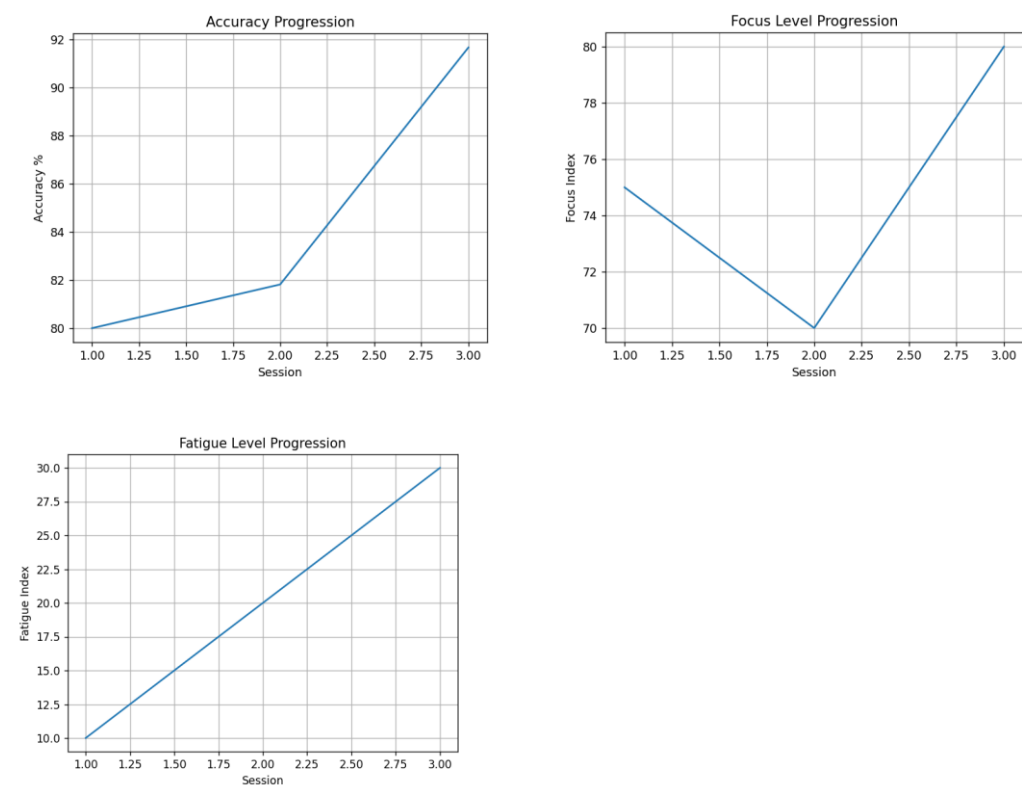 Accuracy Progression
92
90
88
86
84
82
80
Accuracy %
1.00 1.25 1.50 1.75 2.00 2.25 2.50 2.75 3.00
Session
Focus Level Progression
80
78
76
74
72
70
Focus Index
1.00 1.25 1.50 1.75 2.00 2.25 2.50 2.75 3.00
Session
Fatigue Level Progression
30.0
27.5
25.0
22.5
20.0
17.5
15.0
12.5
10.0
Fatigue Index
1.00 1.25 1.50 1.75 2.00 2.25 2.50 2.75 3.00
Session